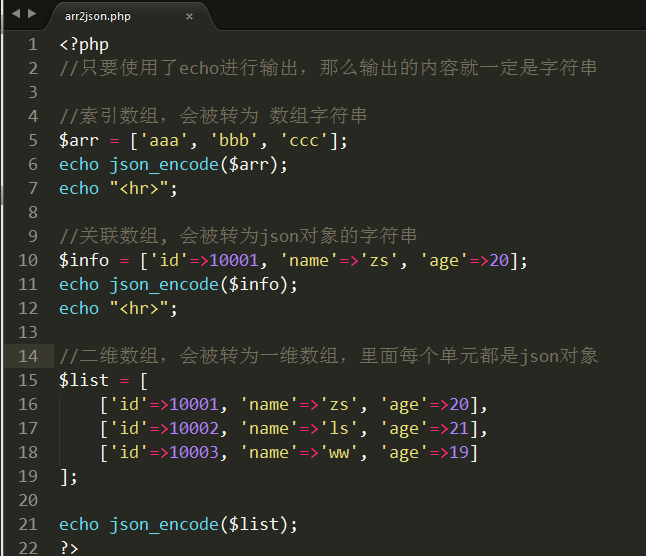 arr2json.php ×
1 <?php
2 //只要使用了echo进行输出，那么输出的内容就一定是字符串
3
4 //索引数组，会被转为 数组字符串
5 $arr = ['aaa', 'bbb', 'ccc'];
6 echo json_encode($arr);
7 echo "<hr>";
8
9 //关联数组, 会被转为json对象的字符串
10 $info = ['id'=>10001, 'name'=>'zs', 'age'=>20];
11 echo json_encode($info);
12 echo "<hr>";
13
14 //二维数组，会被转为一维数组，里面每个单元都是json对象
15 $list = [
16     ['id'=>10001, 'name'=>'zs', 'age'=>20],
17     ['id'=>10002, 'name'=>'ls', 'age'=>21],
18     ['id'=>10003, 'name'=>'ww', 'age'=>19]
19 ];
20
21 echo json_encode($list);
22 ?>